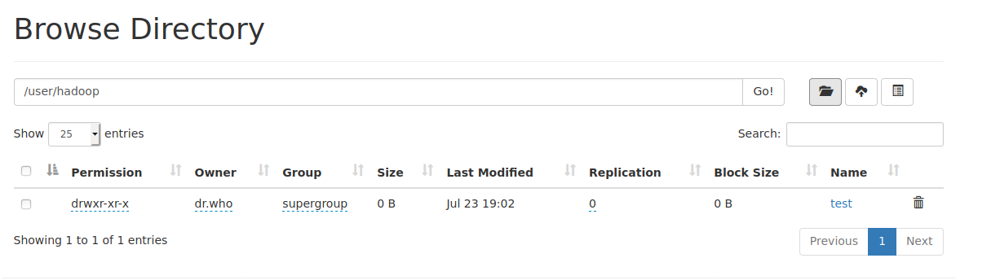 Browse Directory
/user/hadoop Go!
Show 25 entries Search:
Permission Owner Group Size Last Modified Replication Block Size Name
drwxr-xr-x dr.who supergroup 0 B Jul 23 19:02 0 0 B test
Showing 1 to 1 of 1 entries Previous 1 Next